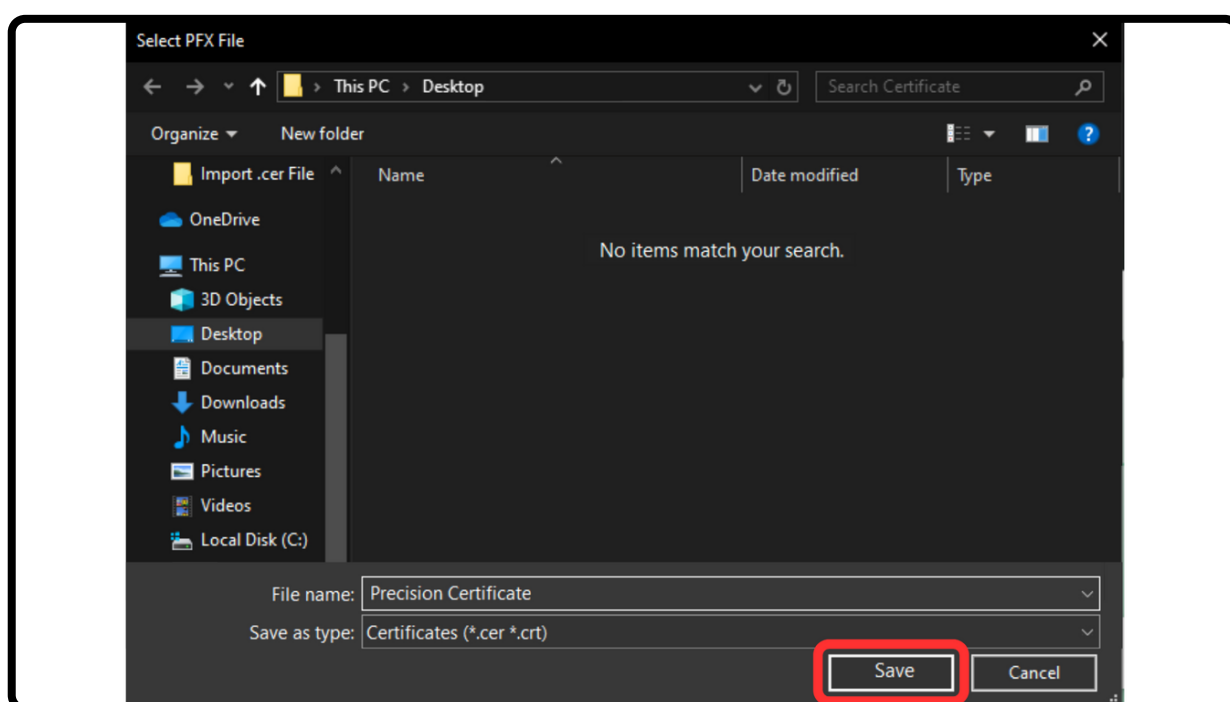 Select PFX File
This PC > Desktop
Search Certificate
Organize
New folder
Import .cer File
Name
Date modified
Type
OneDrive
No items match your search.
This PC
3D Objects
Desktop
Documents
Downloads
Music
Pictures
Videos
Local Disk (C:)
File name: Precision Certificate
Save as type: Certificates (*.cer *.crt)
Save
Cancel